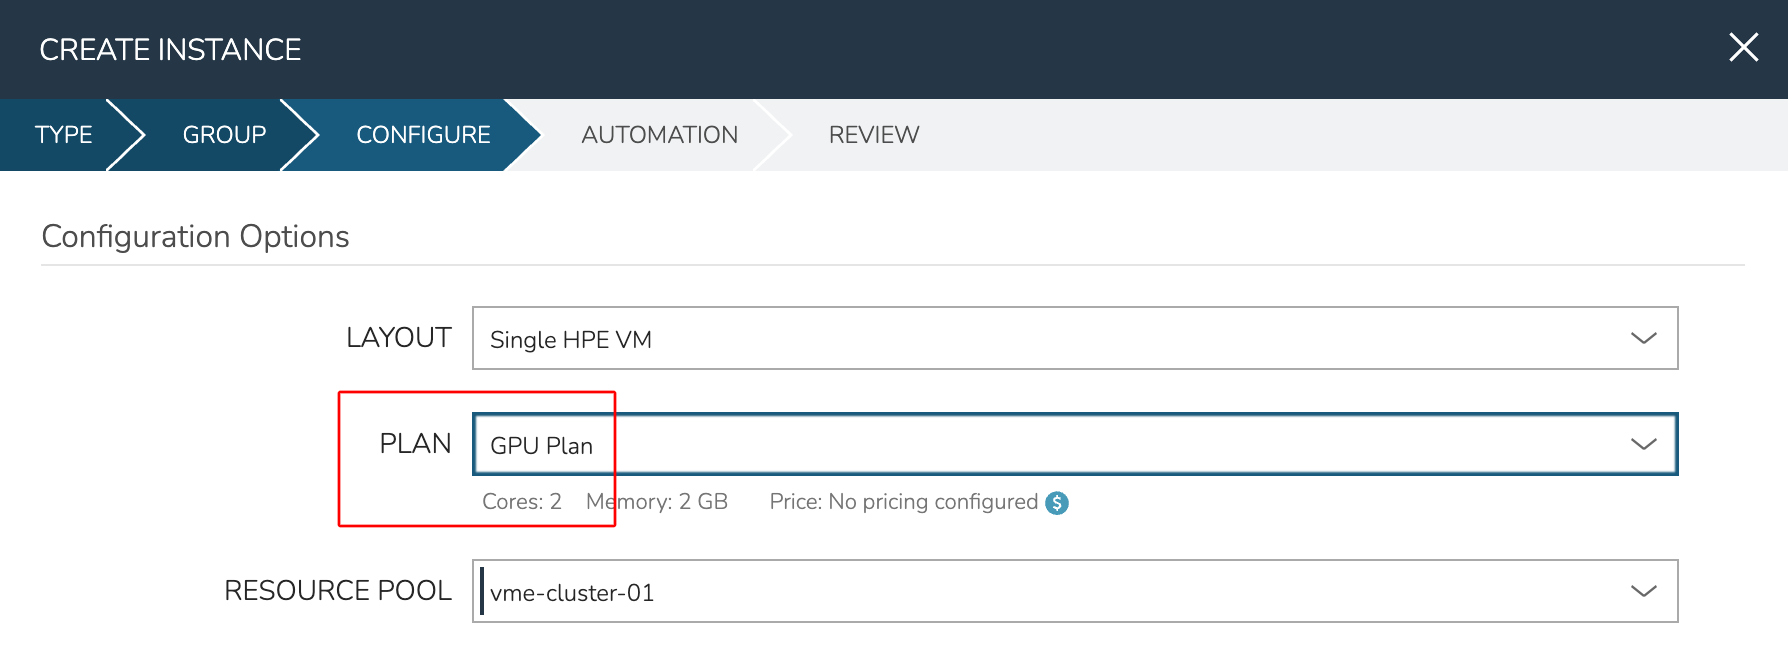 CREATE INSTANCE
TYPE GROUP CONFIGURE AUTOMATION REVIEW
Configuration Options
LAYOUT Single HPE VM
PLAN GPU Plan
Cores: 2 Memory: 2 GB Price: No pricing configured $
RESOURCE POOL vme-cluster-01